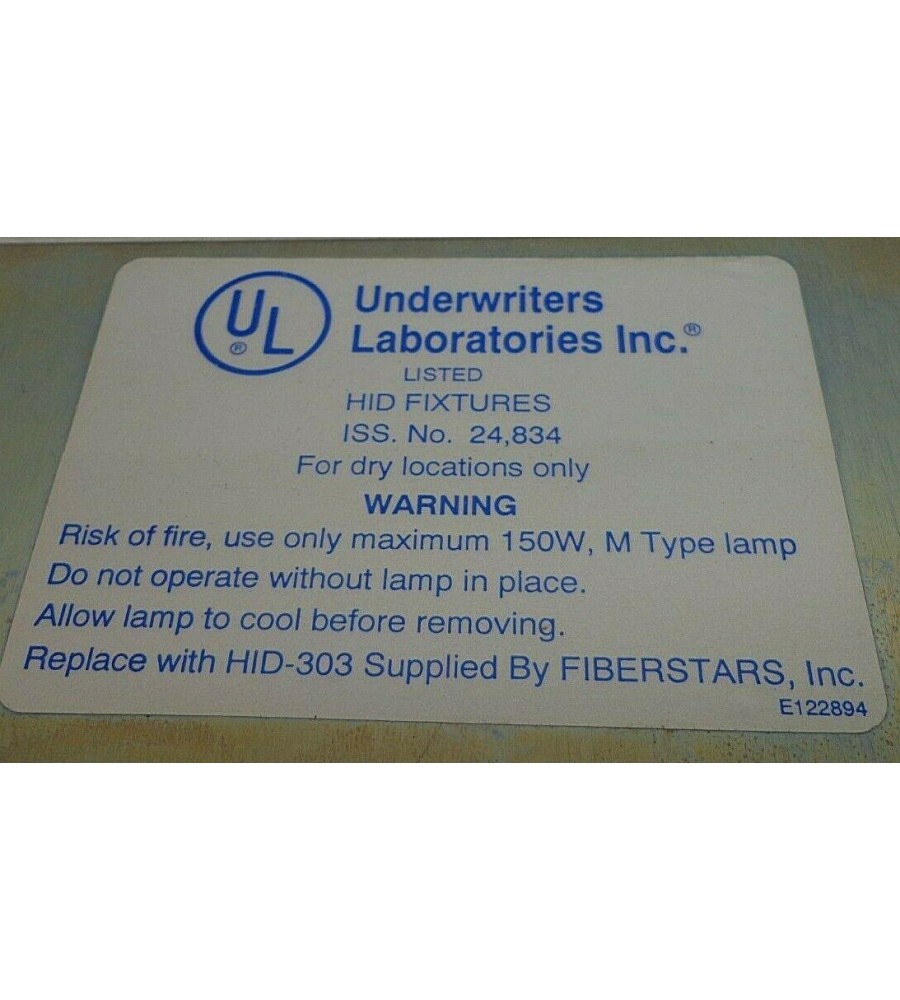 UL
®
Underwriters
Laboratories Inc.®
LISTED
HID FIXTURES
ISS. No. 24,834
For dry locations only
WARNING
Risk of fire, use only maximum 150W, M Type lamp
Do not operate without lamp in place.
Allow lamp to cool before removing.
Replace with HID-303 Supplied By FIBERSTARS, Inc.
E122894